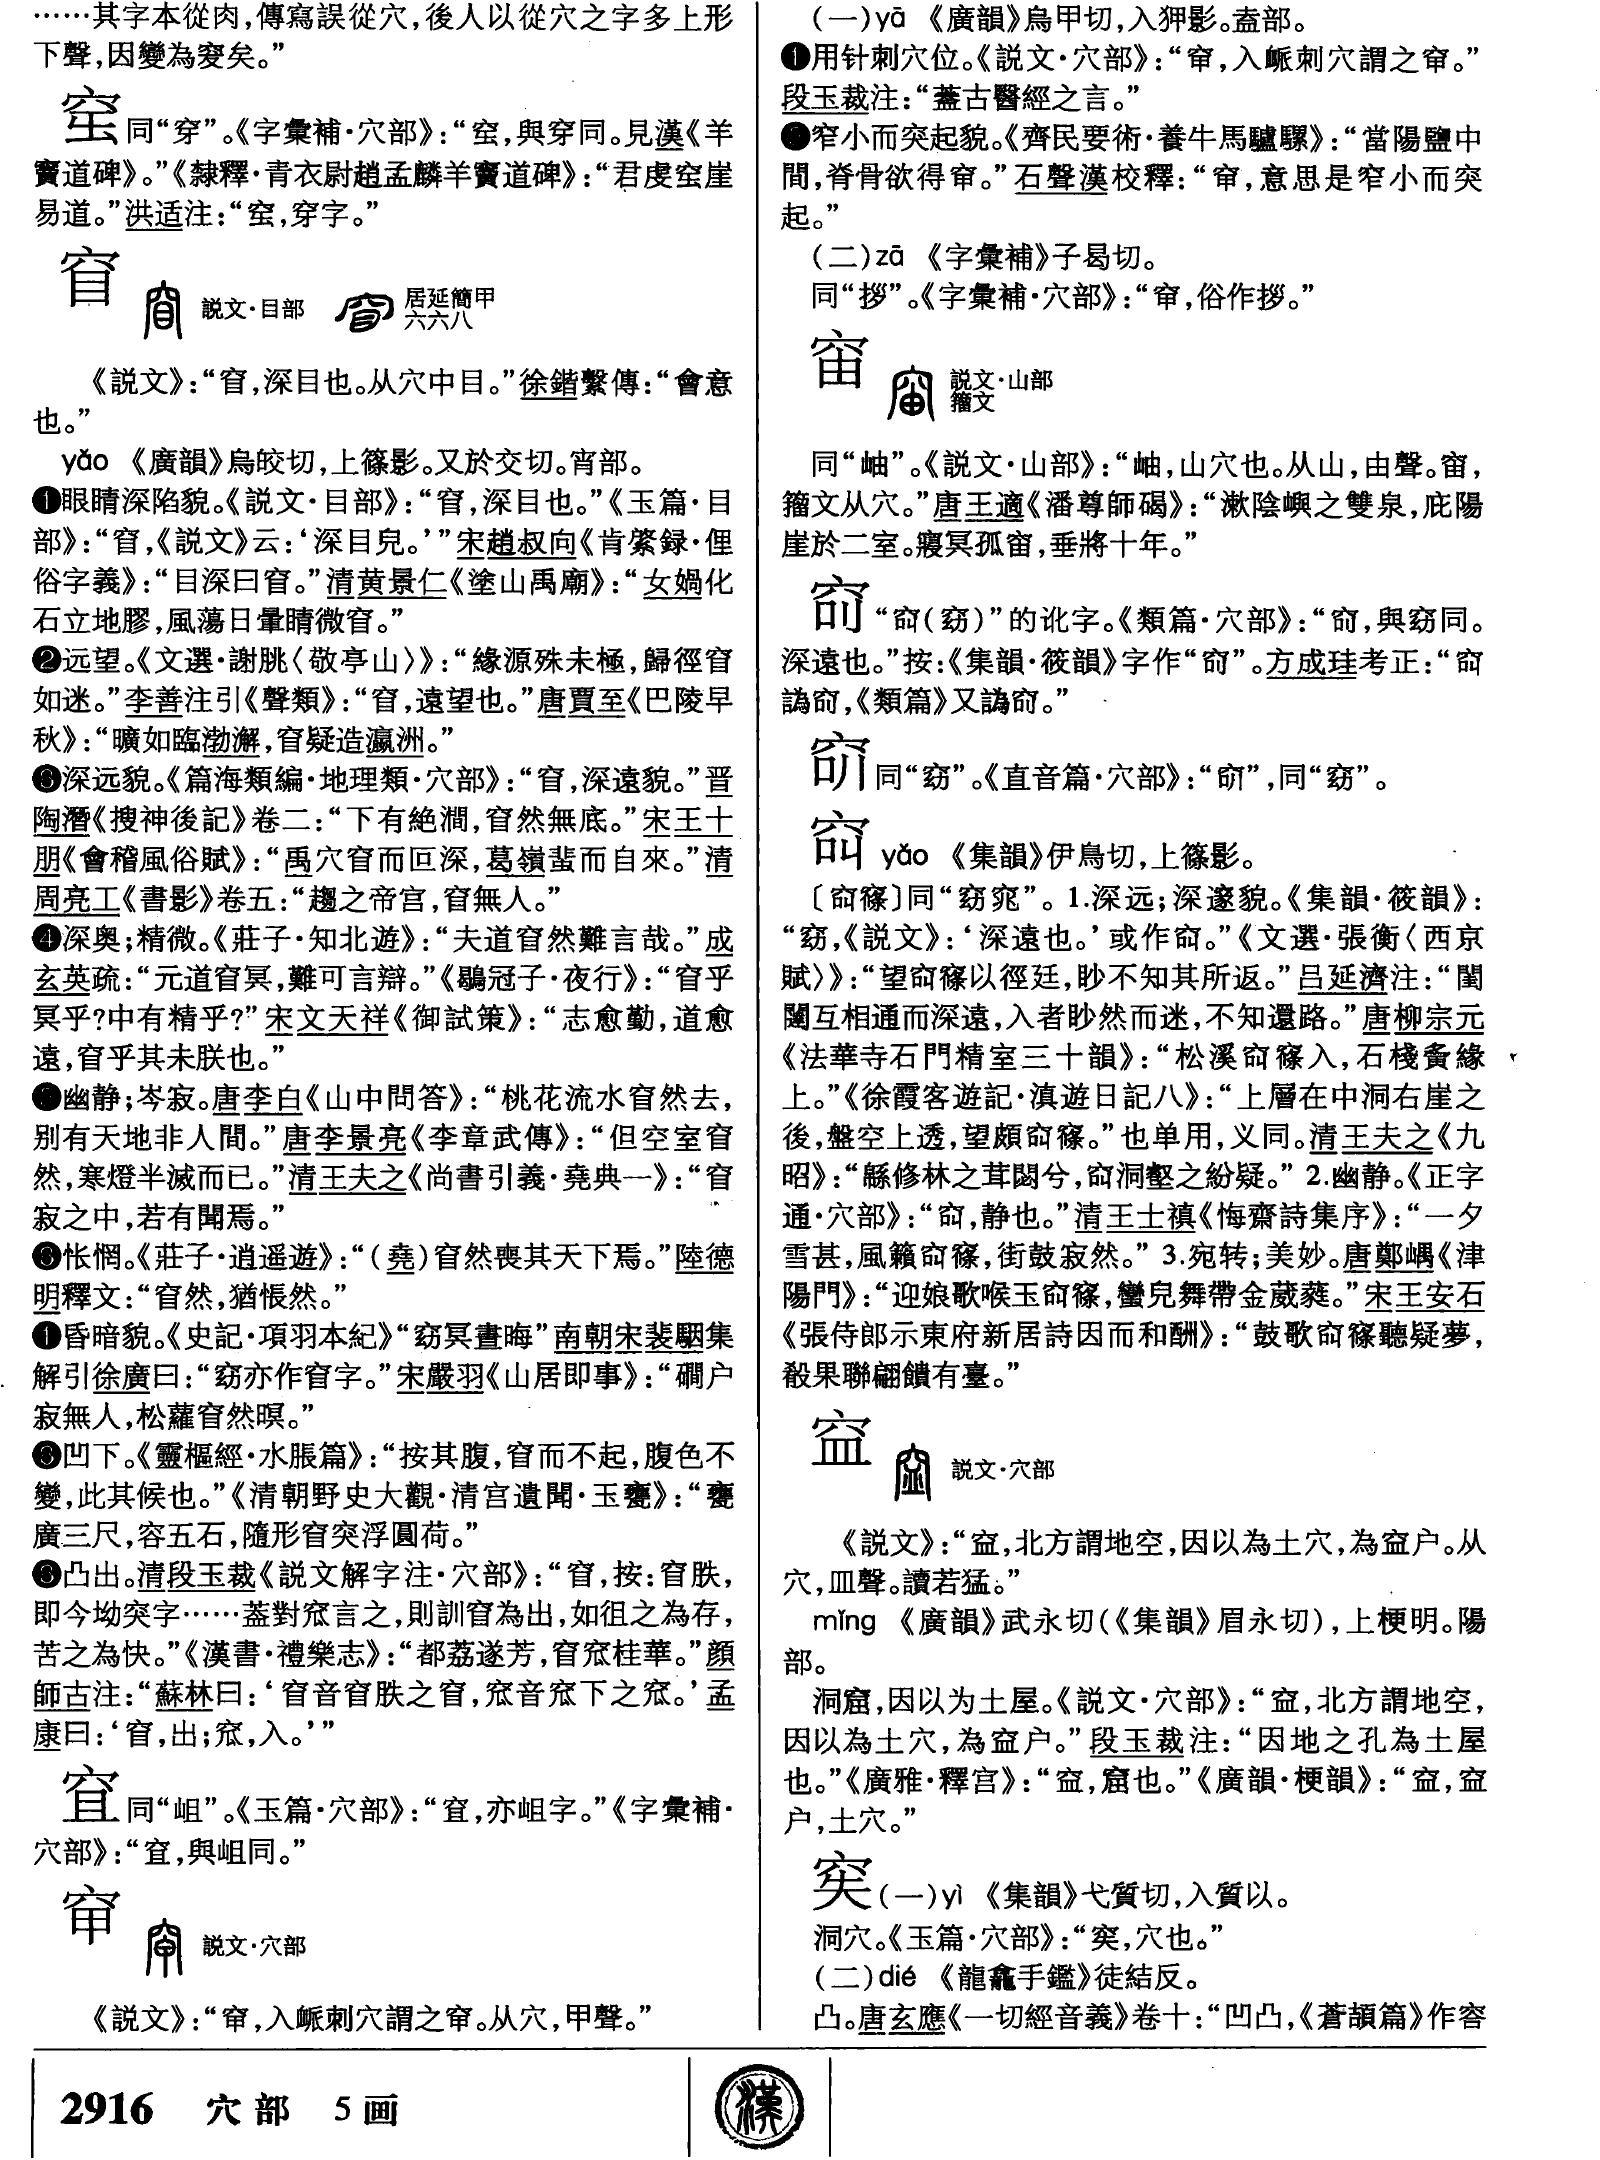 ……其字本從肉,傳寫誤從穴,後人以從穴之字多上形
下聲,因變為窔矣。”
窋同“穿”。《字彙補·穴部》:“,與穿同。見漢《羊
竇道碑》。”《隸釋·青衣尉趙孟麟羊竇道碑》:“君虔崖
易道。”洪适注:“,穿字。”
窅
説文·目部
居延簡甲
六六八
《説文》:“窅,深目也。从穴中目。”徐鍇繫傳:“會意
也。”
yǎo 《廣韻》烏皎切,上篠影。又於交切。宵部。
❶眼睛深陷貌。《説文·目部》:“窅,深目也。”《玉篇·目
部》:“窅,《説文》云:‘深目皃。’”宋趙叔向《肯綮録·俚
俗字義》:“目深曰窅。”清黄景仁《塗山禹廟》:“女媧化
石立地膠,風蕩日暈睛微窅。”
❷远望。《文選·謝朓〈敬亭山〉》:“緣源殊未極,歸徑窅
如迷。”李善注引《聲類》:“窅,遠望也。”唐賈至《巴陵早
秋》:“曠如臨渤澥,窅疑造瀛洲。”
❸深远貌。《篇海類編·地理類·穴部》:“窅,深遠貌。”晋
陶潛《搜神後記》卷二:“下有絶澗,窅然無底。”宋王十
朋《會稽風俗賦》:“禹穴窅而叵深,葛嶺蜚而自來。”清
周亮工《書影》卷五:“趨之帝宫,窅無人。”
❹深奥;精微。《莊子·知北遊》:“夫道窅然難言哉。”成
玄英疏:“元道窅冥,難可言辯。”《鶡冠子·夜行》:“窅乎
冥乎?中有精乎?”宋文天祥《御試策》:“志愈勤,道愈
遠,窅乎其未朕也。”
❺幽静;岑寂。唐李白《山中問答》:“桃花流水窅然去,
别有天地非人間。”唐李景亮《李章武傳》:“但空室窅
然,寒燈半滅而已。”清王夫之《尚書引義·堯典一》:“窅
寂之中,若有聞焉。”
❻怅惘。《莊子·逍遥遊》:“(堯)窅然喪其天下焉。”陸德
明釋文:“窅然,猶悵然。”
❶昏暗貌。《史記·項羽本紀》“窈冥晝晦”南朝宋裴駰集
解引徐廣曰:“窈亦作窅字。”宋嚴羽《山居即事》:“磵户
寂無人,松蘿窅然暝。”
❽凹下。《靈樞經·水脹篇》:“按其腹,窅而不起,腹色不
變,此其候也。”《清朝野史大觀·清宫遺聞·玉甕》:“甕
廣三尺,容五石,隨形窅突浮圓荷。”
❾凸出。清段玉裁《説文解字注·穴部》:“窅,按:窅胅,
即今坳突字……葢對窊言之,則訓窅為出,如徂之為存,
苦之為快。”《漢書·禮樂志》:“都荔遂芳,窅窊桂華。”顔
師古注:“蘇林曰:‘窅音窅胅之窅,窊音窊下之窊。’孟
康曰:‘窅,出;窊,入。’”
同“岨”。《玉篇·穴部》:“,亦岨字。”《字彙補·
穴部》:“,與岨同。”
窡
説文·穴部
《説文》:“,入䘑刺穴謂之。从穴,甲聲。”
(一)yā 《廣韻》烏甲切,入狎影。盍部。
❶用针刺穴位。《説文·穴部》:“,入䘑刺穴謂之。”
段玉裁注:“蓋古醫經之言。”
❷窄小而突起貌。《齊民要術·養牛馬驢騾》:“當陽鹽中
間,脊骨欲得。”石聲漢校釋:“,意思是窄小而突
起。”
(二)zā 《字彙補》子曷切。
同“拶”。《字彙補·穴部》:“,俗作拶。”
宙
説文·山部
籀文
同“岫”。《説文·山部》:“岫,山穴也。从山,由聲。,
籀文从穴。”唐王適《潘尊師碣》:“漱陰嶼之雙泉,庇陽
崖於二室。寢冥孤,垂將十年。”
“(窈)”的讹字。《類篇·穴部》:“,與窈同。
深遠也。”按:《集韻·筱韻》字作“”。方成珪考正:“
譌,《類篇》又譌。”
同“窈”。《直音篇·穴部》:“”,同“窈”。
yǎo 《集韻》伊鳥切,上篠影。
〔窱〕同“窈窕”。1.深远;深邃貌。《集韻·筱韻》:
“窈,《説文》:‘深遠也。’或作。”《文選·張衡〈西京
賦〉》:“望窱以徑廷,眇不知其所返。”吕延濟注:“閨
闥互相通而深遠,入者眇然而迷,不知還路。”唐柳宗元
《法華寺石門精室三十韻》:“松溪窱入,石棧夤緣
上。”《徐霞客遊記·滇遊日記八》:“上層在中洞右崖之
後,盤空上透,望頗窱。”也单用,义同。清王夫之《九
昭》:“緜修林之茸閟兮,洞壑之紛疑。” 2.幽静。《正字
通·穴部》:“,静也。”清王士禛《悔齋詩集序》:“一夕
雪甚,風籟窱,街鼓寂然。” 3.宛转;美妙。唐鄭嵎《津
陽門》:“迎娘歌喉玉窱,蠻兒舞帶金葳蕤。”宋王安石
《張侍郎示東府新居詩因而和酬》:“鼓歌窱聽疑夢,
殽果聯翩饋有臺。”
説文·穴部
《説文》:“,北方謂地空,因以為土穴,為户。从
穴,皿聲。讀若猛。”
mǐng 《廣韻》武永切(《集韻》眉永切),上梗明。陽
部。
洞窟,因以为土屋。《説文·穴部》:“,北方謂地空,
因以為土穴,為户。”段玉裁注:“因地之孔為土屋
也。”《廣雅·釋宫》:“,窟也。”《廣韻·梗韻》:“,
户,土穴。”
(一)yì 《集韻》弋質切,入質以。
洞穴。《玉篇·穴部》:“,穴也。”
(二)dié 《龍龕手鑑》徒結反。
凸。唐玄應《一切經音義》卷十:“凹凸,《蒼頡篇》作容
2916 穴部 5画
漢